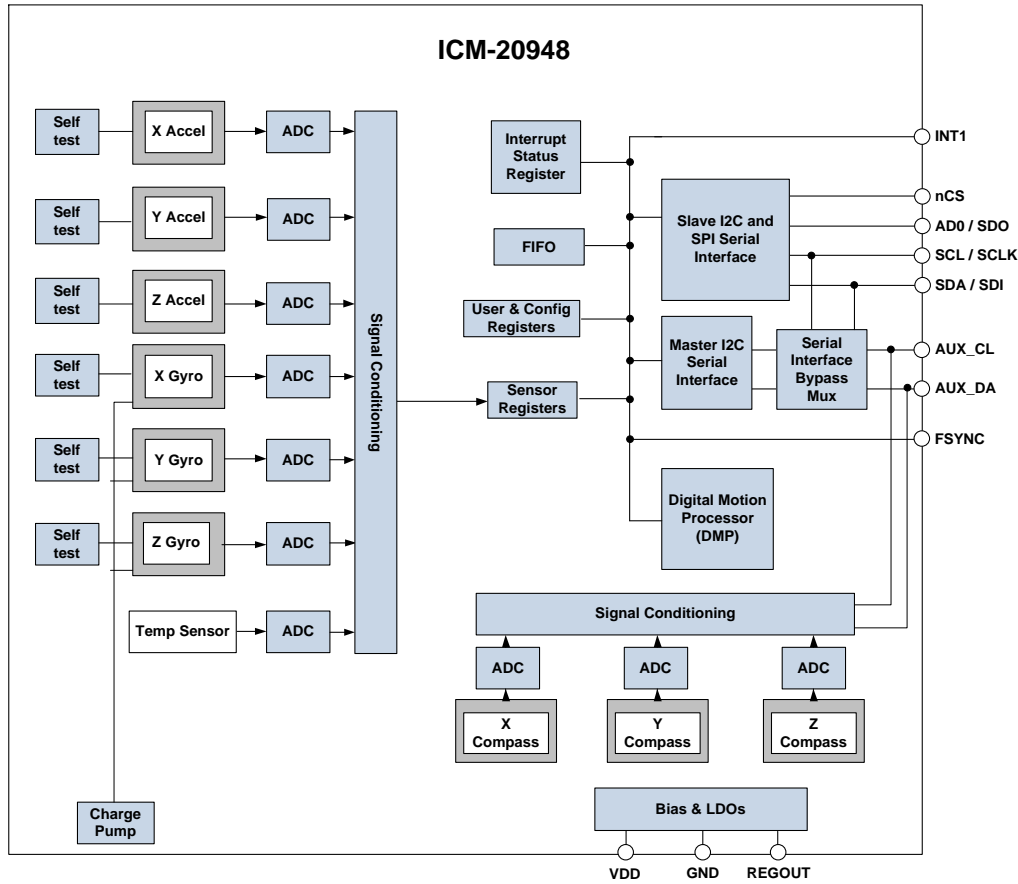 ICM-20948
Self
test
X Accel
ADC
Self
test
Y Accel
ADC
Self
test
Z Accel
ADC
Self
test
X Gyro
ADC
Self
test
Y Gyro
ADC
Self
test
Z Gyro
ADC
Temp Sensor
ADC
Charge
Pump
Signal Conditioning
Interrupt
Status
Register
FIFO
User & Config
Registers
Sensor
Registers
Slave I2C and
SPI Serial
Interface
Master I2C
Serial
Interface
Serial
Interface
Bypass
Mux
Digital Motion
Processor
(DMP)
INT1
nCS
AD0 / SDO
SCL / SCLK
SDA / SDI
AUX_CL
AUX_DA
FSYNC
Signal Conditioning
ADC
ADC
ADC
X
Compass
Y
Compass
Z
Compass
Bias & LDOs
VDD
GND
REGOUT